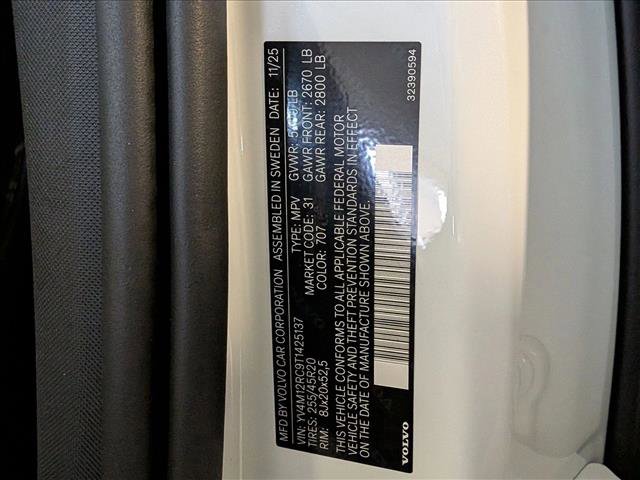 MFD BY VOLVO CAR CORPORATION ASSEMBLED IN SWEDEN DATE: 11/25
VIN: YV4M12RC9T1425137 TYPE: MPV GVWR: LB
TIRES: 255/45R20 MARKET CODE: 31 GAWR FRONT: 2670 LB
RIM: 8Jx20x52,5 COLOR: 707 GAWR REAR: 2800 LB
THIS VEHICLE CONFORMS TO ALL APPLICABLE FEDERAL MOTOR
VEHICLE SAFETY AND THEFT PREVENTION STANDARDS IN EFFECT
ON THE DATE OF MANUFACTURE SHOWN ABOVE.
VOLVO
32390594